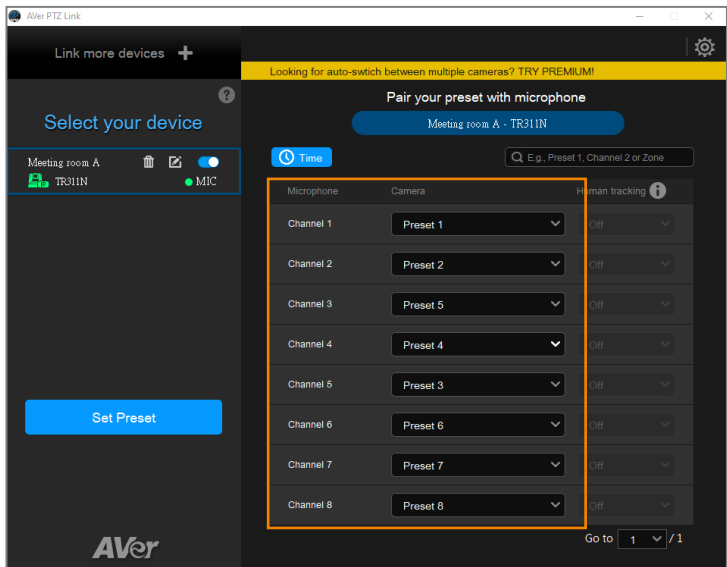 AVer PTZ Link
Link more devices
Looking for auto-swtich between multiple cameras? TRY PREMIUM!
Select your device
Pair your preset with microphone
Meeting room A - TR311N
Meeting room A
TR311N MIC
Time
E.g., Preset 1, Channel 2 or Zone
Microphone Camera Human tracking
Channel 1 Preset 1 Off
Channel 2 Preset 2 Off
Channel 3 Preset 5 Off
Channel 4 Preset 4 Off
Channel 5 Preset 3 Off
Channel 6 Preset 6 Off
Channel 7 Preset 7 Off
Channel 8 Preset 8 Off
Set Preset
Go to 1 / 1
AVer